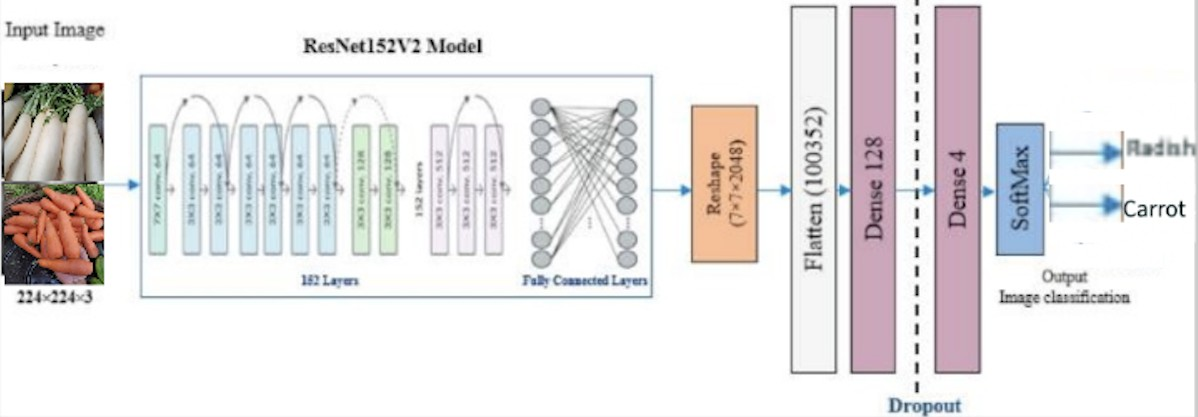 Input Image
ResNet152V2 Model
7X7 conv, 64
3X3 conv, 64
3X3 conv, 64
3X3 conv, 64
3X3 conv, 64
3X3 conv, 64
3X3 conv, 64
3X3 conv, 128
3X3 conv, 128
152 layers
3X3 conv, 512
3X3 conv, 512
3X3 conv, 512
152 Layers
Fully Connected Layers
224×224×3
Reshape
(7×7×2048)
Flatten (100352)
Dense 128
Dropout
Dense 4
SoftMax
Radish
Carrot
Output
Image classification